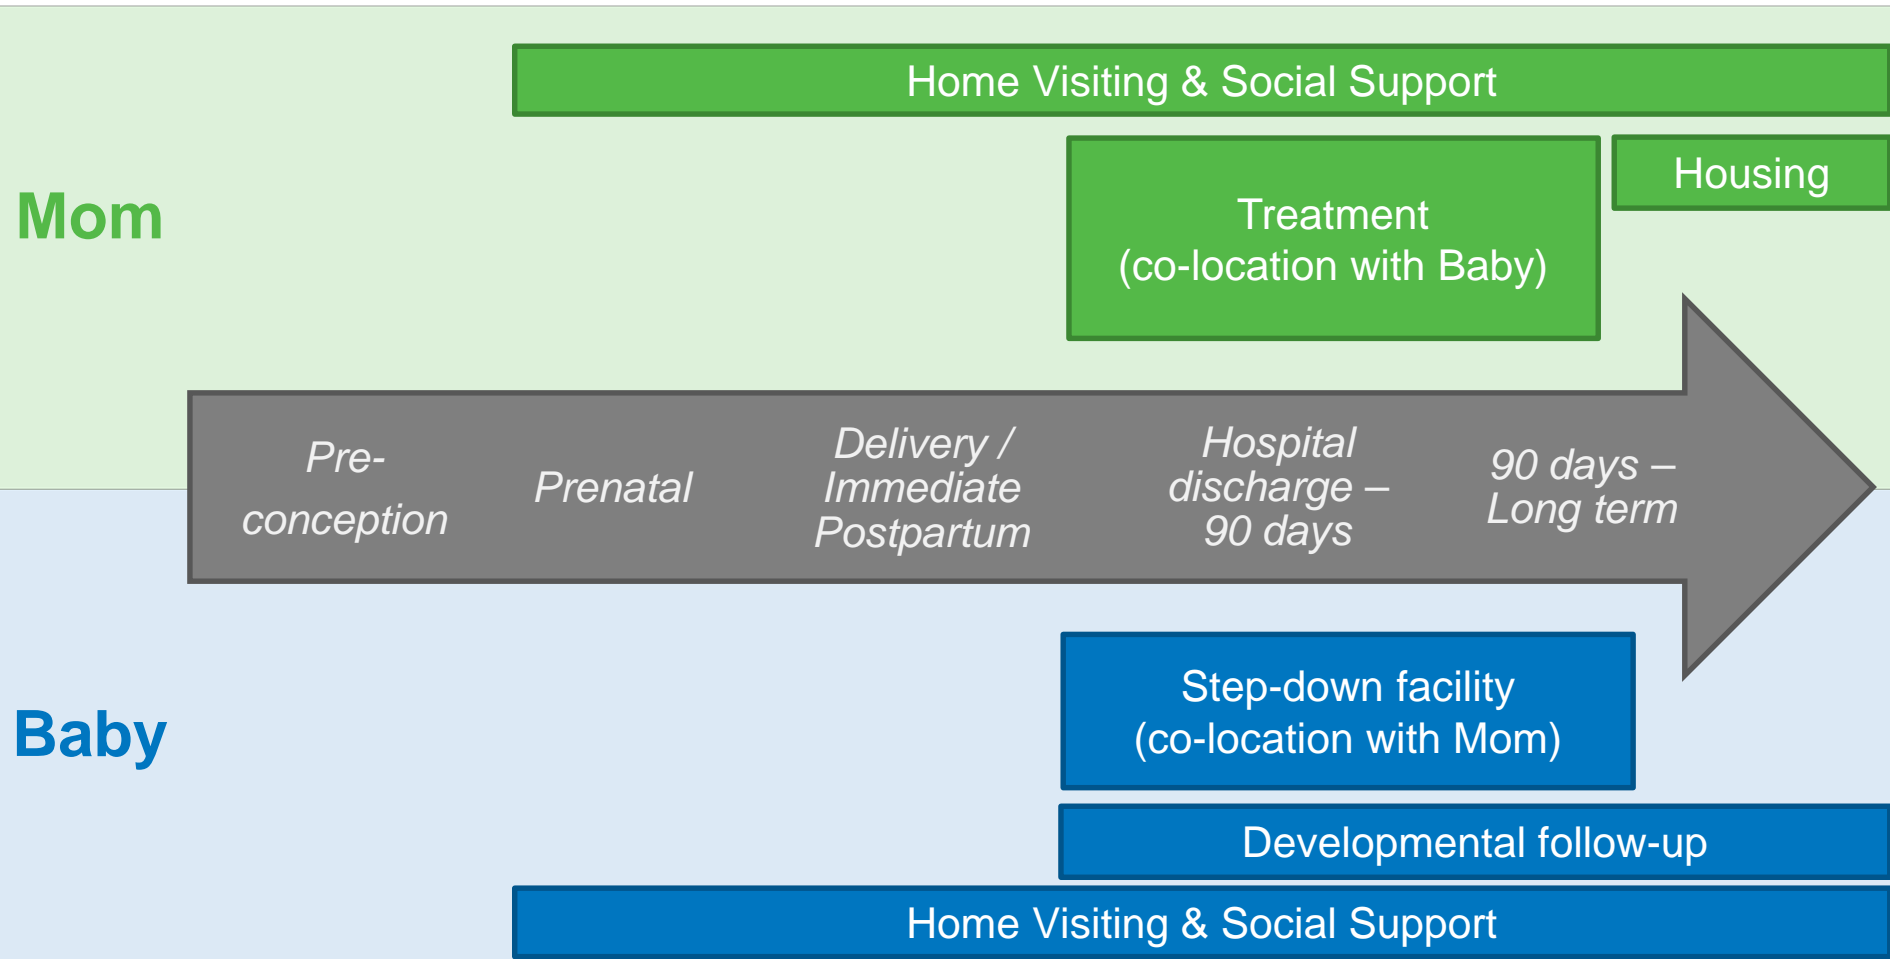 Home Visiting & Social Support
Housing
Treatment
(co-location with Baby)
Mom
Pre-
conception
Prenatal
Delivery /
Immediate
Postpartum
Hospital
discharge –
90 days
90 days –
Long term
Step-down facility
(co-location with Mom)
Baby
Developmental follow-up
Home Visiting & Social Support